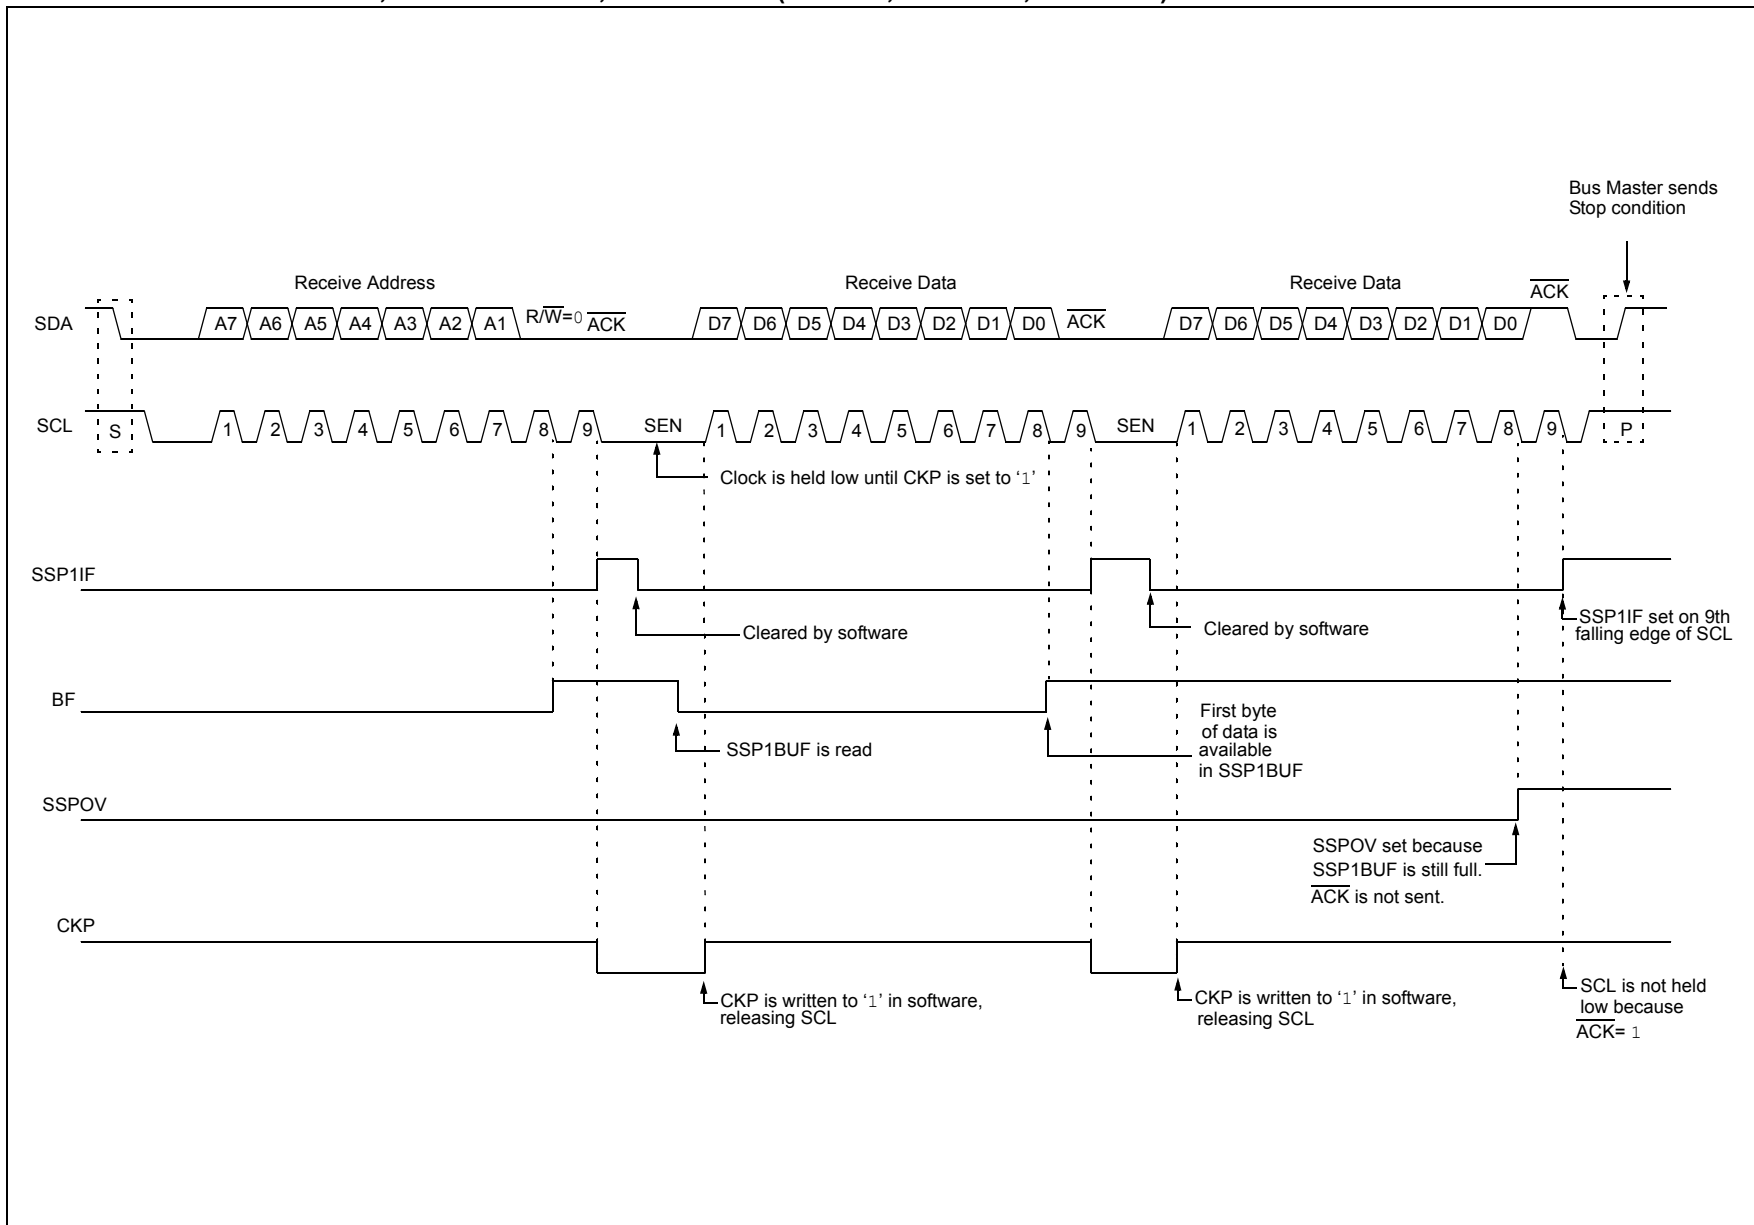 Bus Master sends
Stop condition
Receive Address
Receive Data
Receive Data
ACK
SDA
A7 A6 A5 A4 A3 A2 A1 R/W=0 ACK
D7 D6 D5 D4 D3 D2 D1 D0 ACK
D7 D6 D5 D4 D3 D2 D1 D0
SCL
S
1 2 3 4 5 6 7 8 9 SEN
1 2 3 4 5 6 7 8 9 SEN
1 2 3 4 5 6 7 8 9
P
Clock is held low until CKP is set to ‘1’
SSP1IF
Cleared by software
Cleared by software
SSP1IF set on 9th
falling edge of SCL
BF
SSP1BUF is read
First byte
of data is
available
in SSP1BUF
SSPOV
SSPOV set because
SSP1BUF is still full.
ACK is not sent.
CKP
CKP is written to ‘1’ in software,
releasing SCL
CKP is written to ‘1’ in software,
releasing SCL
SCL is not held
low because
ACK= 1